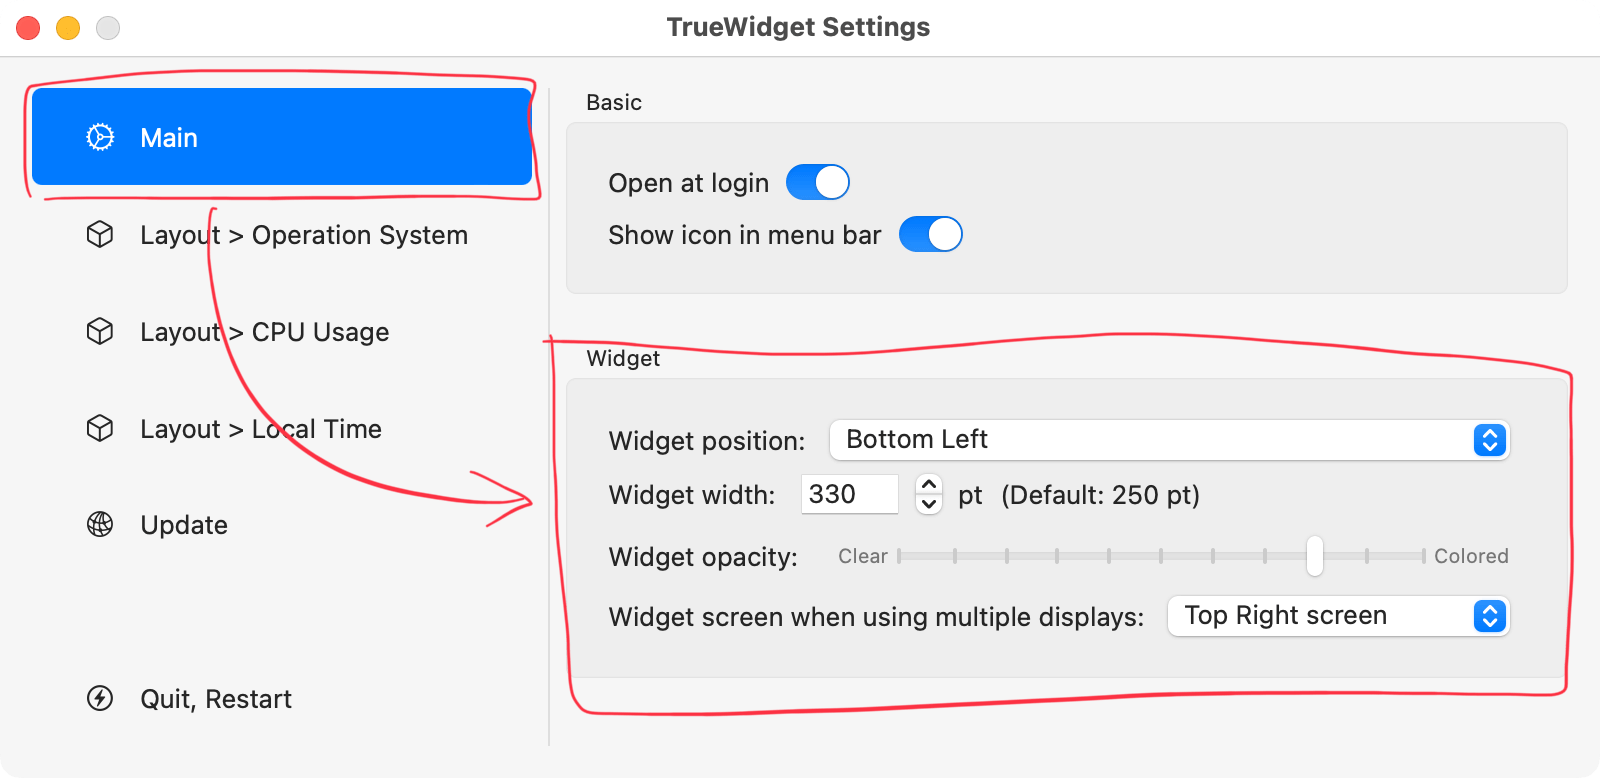 TrueWidget Settings
Main
Layout > Operation System
Layout > CPU Usage
Layout > Local Time
Update
Quit, Restart
Basic
Open at login
Show icon in menu bar
Widget
Widget position: Bottom Left
Widget width: 330 pt (Default: 250 pt)
Widget opacity: Clear Colored
Widget screen when using multiple displays: Top Right screen